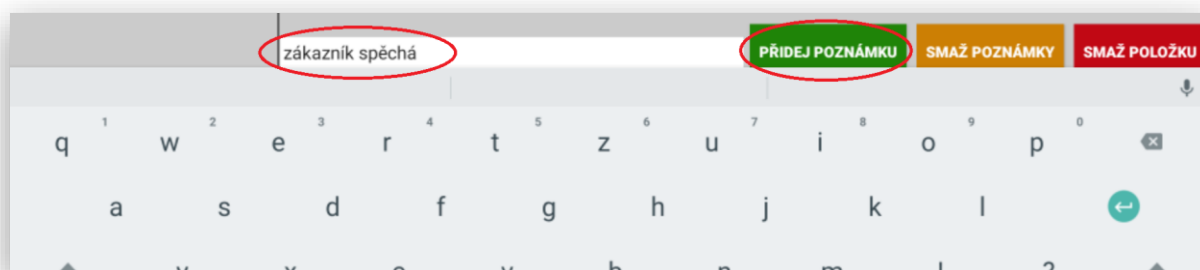 zákazník spěchá
PŘIDEJ POZNÁMKU
SMAŽ POZNÁMKY
SMAŽ POLOŽKU
1 2 3 4 5 6 7 8 9 0
q w e r t z u i o p
a s d f g h j k l